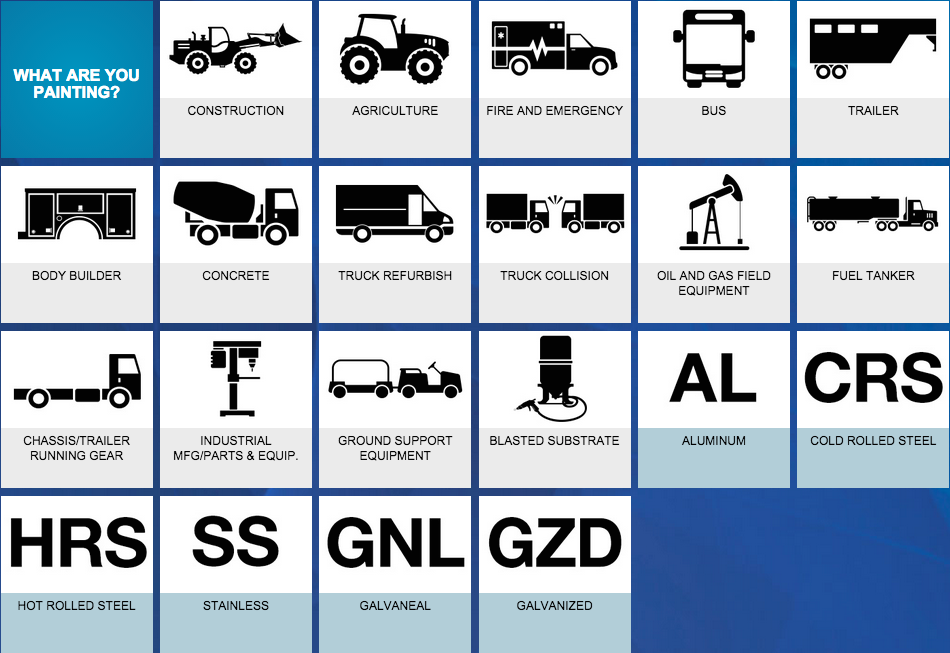 WHAT ARE YOU
PAINTING?
CONSTRUCTION
AGRICULTURE
FIRE AND EMERGENCY
BUS
TRAILER
BODY BUILDER
CONCRETE
TRUCK REFURBISH
TRUCK COLLISION
OIL AND GAS FIELD
EQUIPMENT
FUEL TANKER
CHASSIS/TRAILER
RUNNING GEAR
INDUSTRIAL
MFG/PARTS & EQUIP.
GROUND SUPPORT
EQUIPMENT
BLASTED SUBSTRATE
AL
ALUMINUM
CRS
COLD ROLLED STEEL
HRS
HOT ROLLED STEEL
SS
STAINLESS
GNL
GALVANEAL
GZD
GALVANIZED